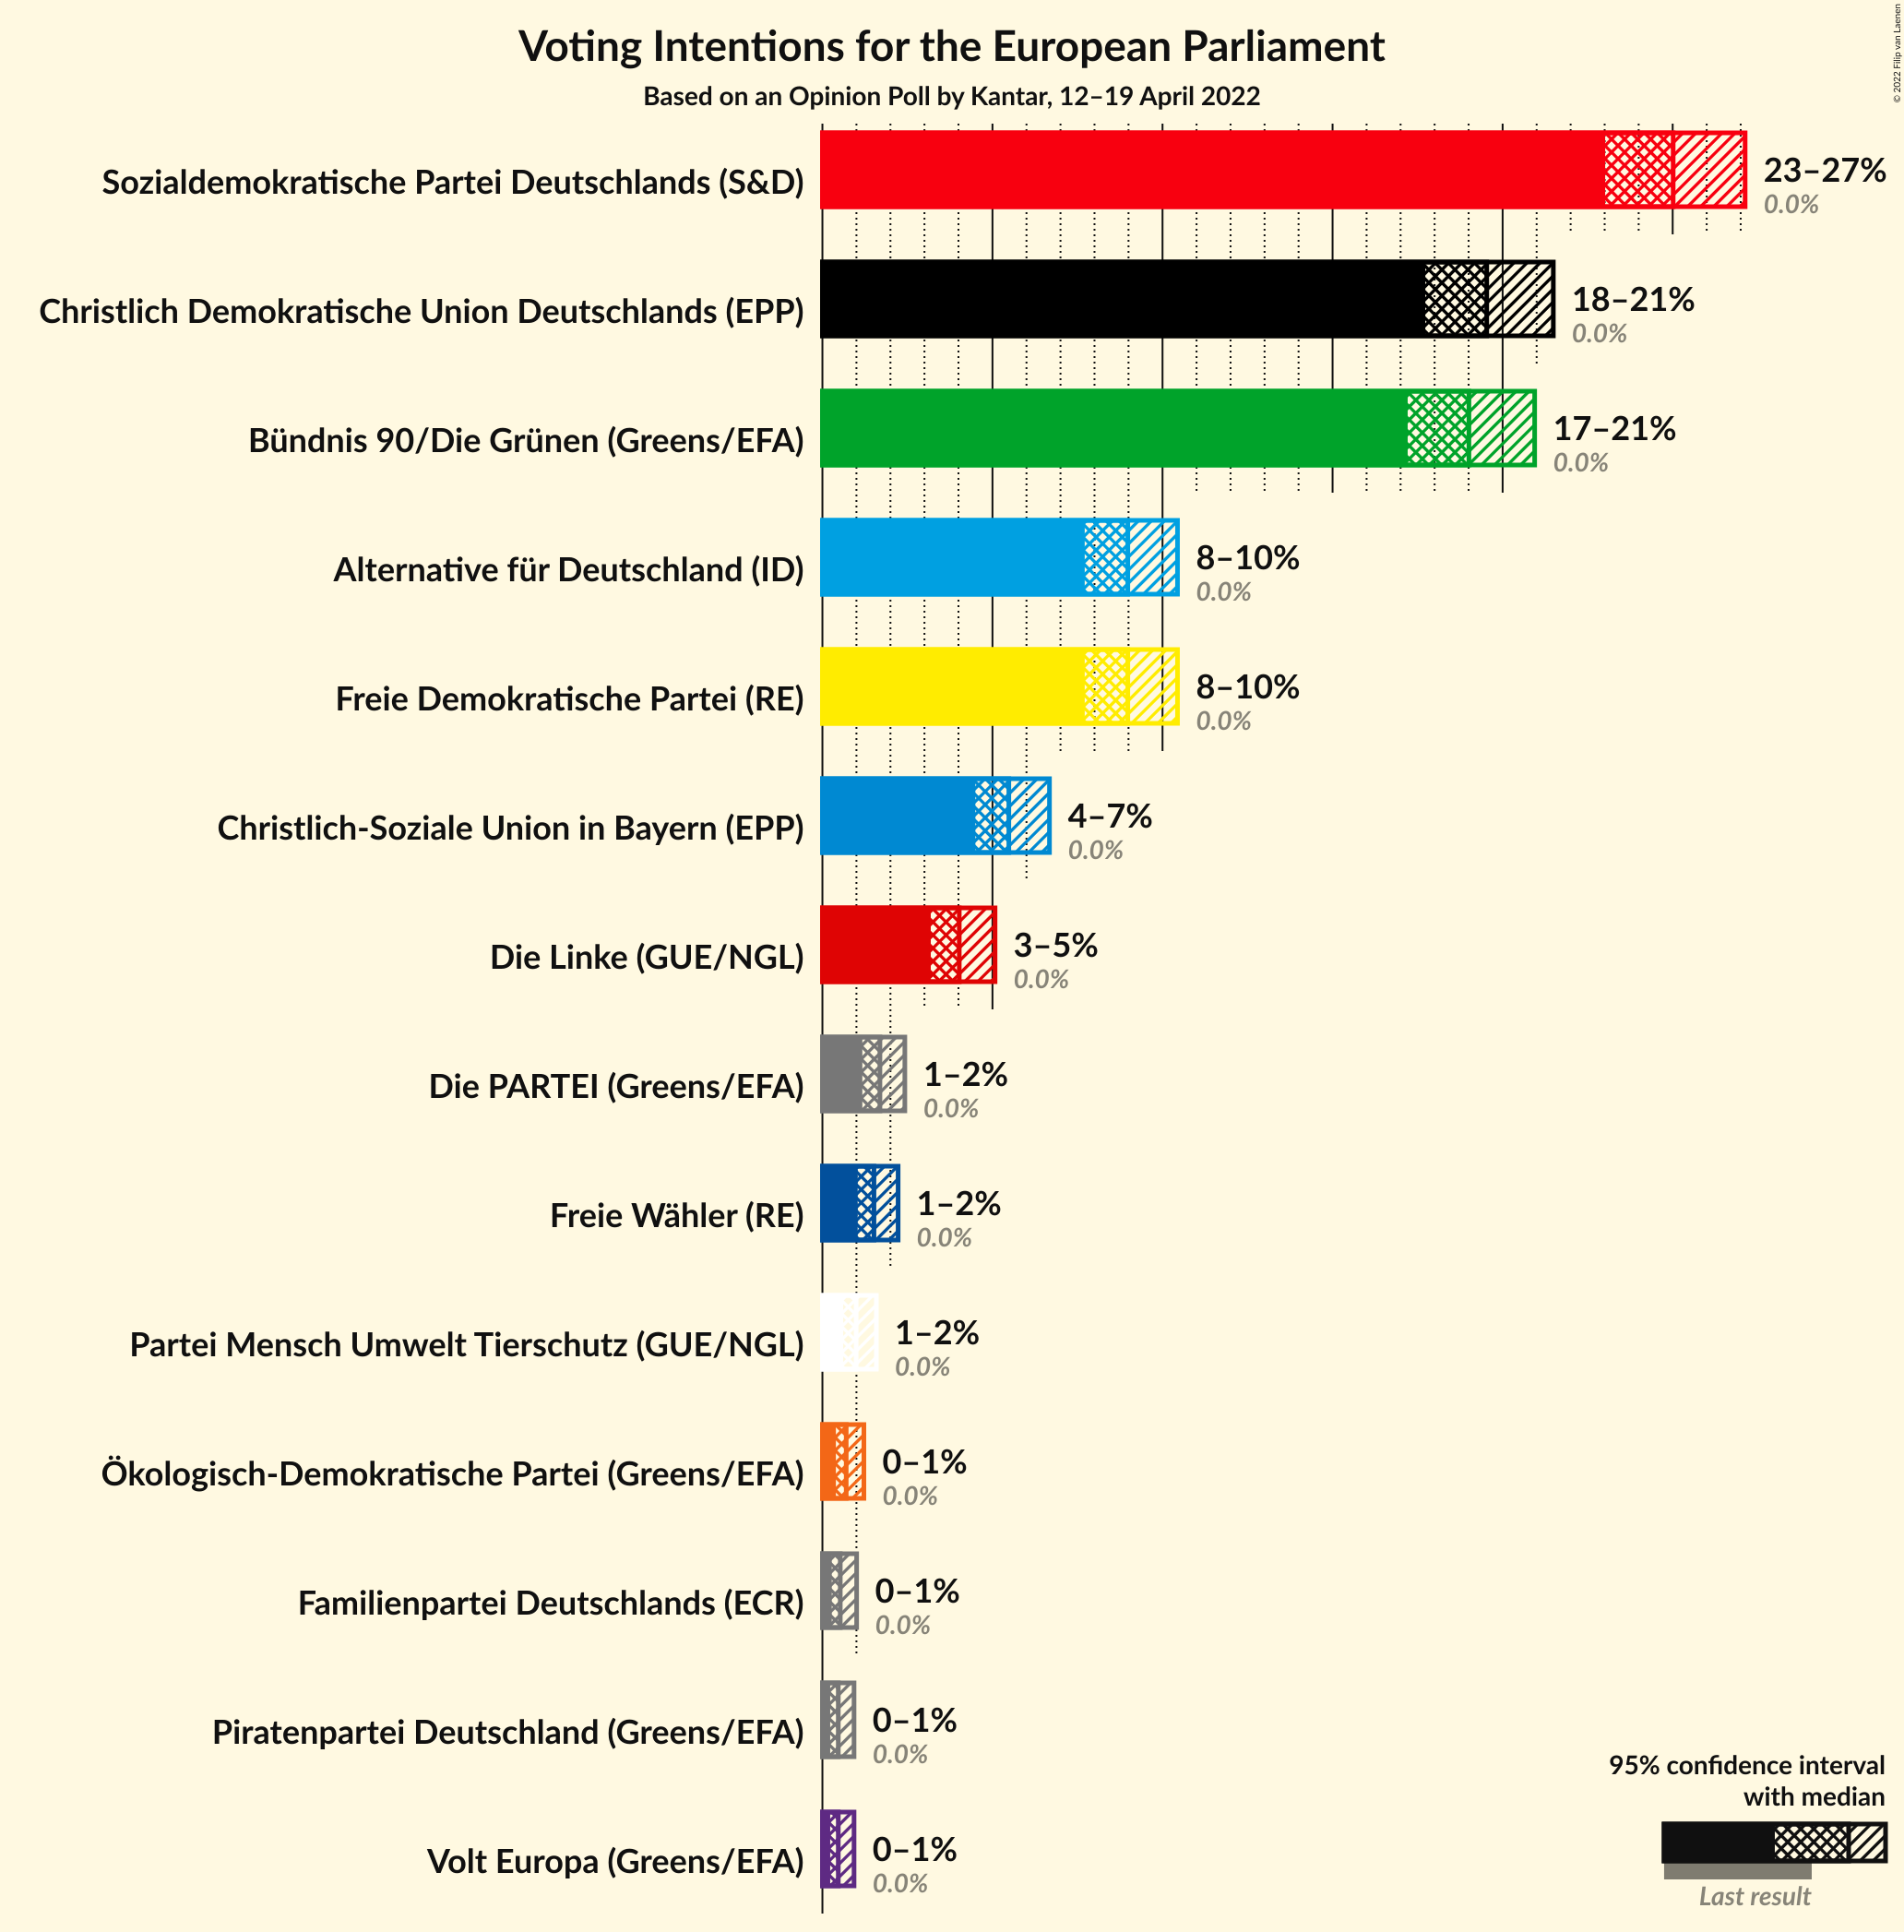 Voting Intentions for the European Parliament
Based on an Opinion Poll by Kantar, 12–19 April 2022
© 2022 Filip van Laenen
Sozialdemokratische Partei Deutschlands (S&D)
23–27%
0.0%
Christlich Demokratische Union Deutschlands (EPP)
18–21%
0.0%
Bündnis 90/Die Grünen (Greens/EFA)
17–21%
0.0%
Alternative für Deutschland (ID)
8–10%
0.0%
Freie Demokratische Partei (RE)
8–10%
0.0%
Christlich-Soziale Union in Bayern (EPP)
4–7%
0.0%
Die Linke (GUE/NGL)
3–5%
0.0%
Die PARTEI (Greens/EFA)
1–2%
0.0%
Freie Wähler (RE)
1–2%
0.0%
Partei Mensch Umwelt Tierschutz (GUE/NGL)
1–2%
0.0%
Ökologisch-Demokratische Partei (Greens/EFA)
0–1%
0.0%
Familienpartei Deutschlands (ECR)
0–1%
0.0%
Piratenpartei Deutschland (Greens/EFA)
0–1%
0.0%
Volt Europa (Greens/EFA)
0–1%
0.0%
95% confidence interval
with median
Last result